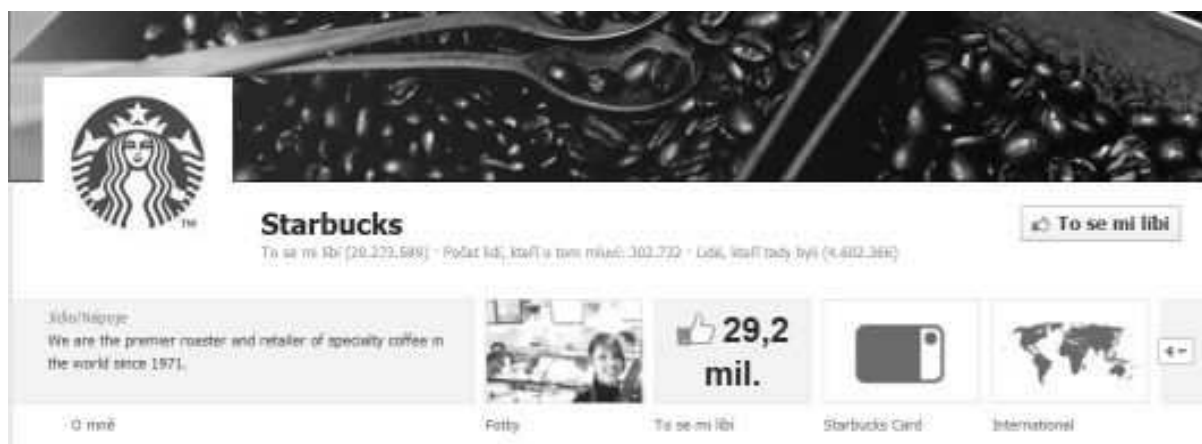 TM
Starbucks
To se mi líbí
To se mi líbí (29.273.589) · Počet lidí, kteří o tom mluví: 302.732 · Lidé, kteří tady byli (4.602.366)
Jídlo/Nápoje
We are the premier roaster and retailer of specialty coffee in
the world since 1971.
29,2
mil.
4
O mně
Fotky
To se mi líbí
Starbucks Card
International